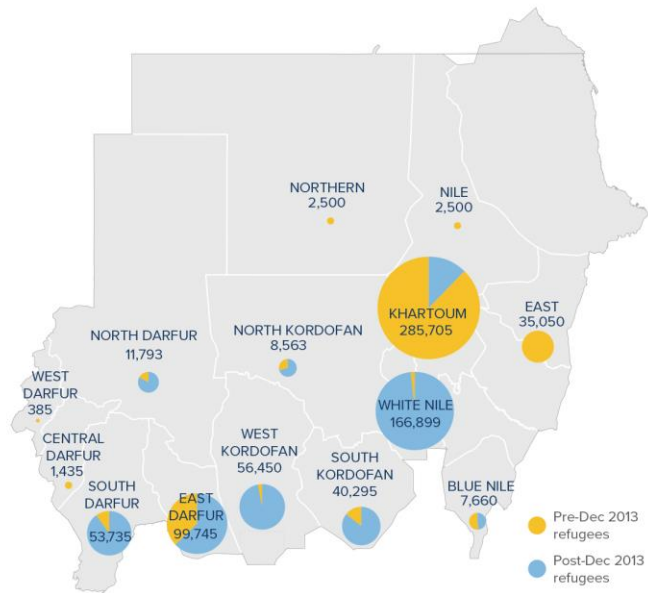 NORTHERN
2,500
NILE
2,500
KHARTOUM
285,705
EAST
35,050
NORTH DARFUR
11,793
NORTH KORDOFAN
8,563
WEST
DARFUR
385
WHITE NILE
166,899
CENTRAL
DARFUR
1,435
WEST
KORDOFAN
56,450
SOUTH
KORDOFAN
40,295
SOUTH
DARFUR
53,735
EAST
DARFUR
99,745
BLUE NILE
7,660
Pre-Dec 2013
refugees
Post-Dec 2013
refugees